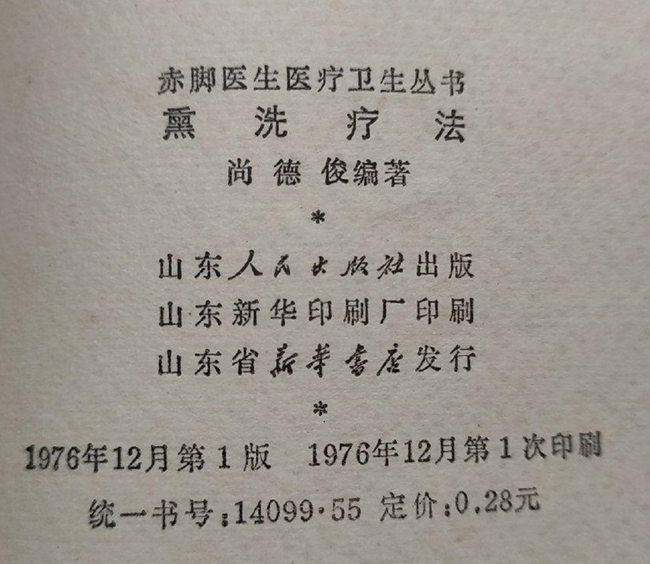 赤脚医生医疗卫生丛书
熏洗疗法
尚德俊编著
*
山东人民出版社出版
山东新华印刷厂印刷
山东省新华书店发行
*
1976年12月第1版 1976年12月第1次印刷
统一书号:14099·55 定价:0.28元